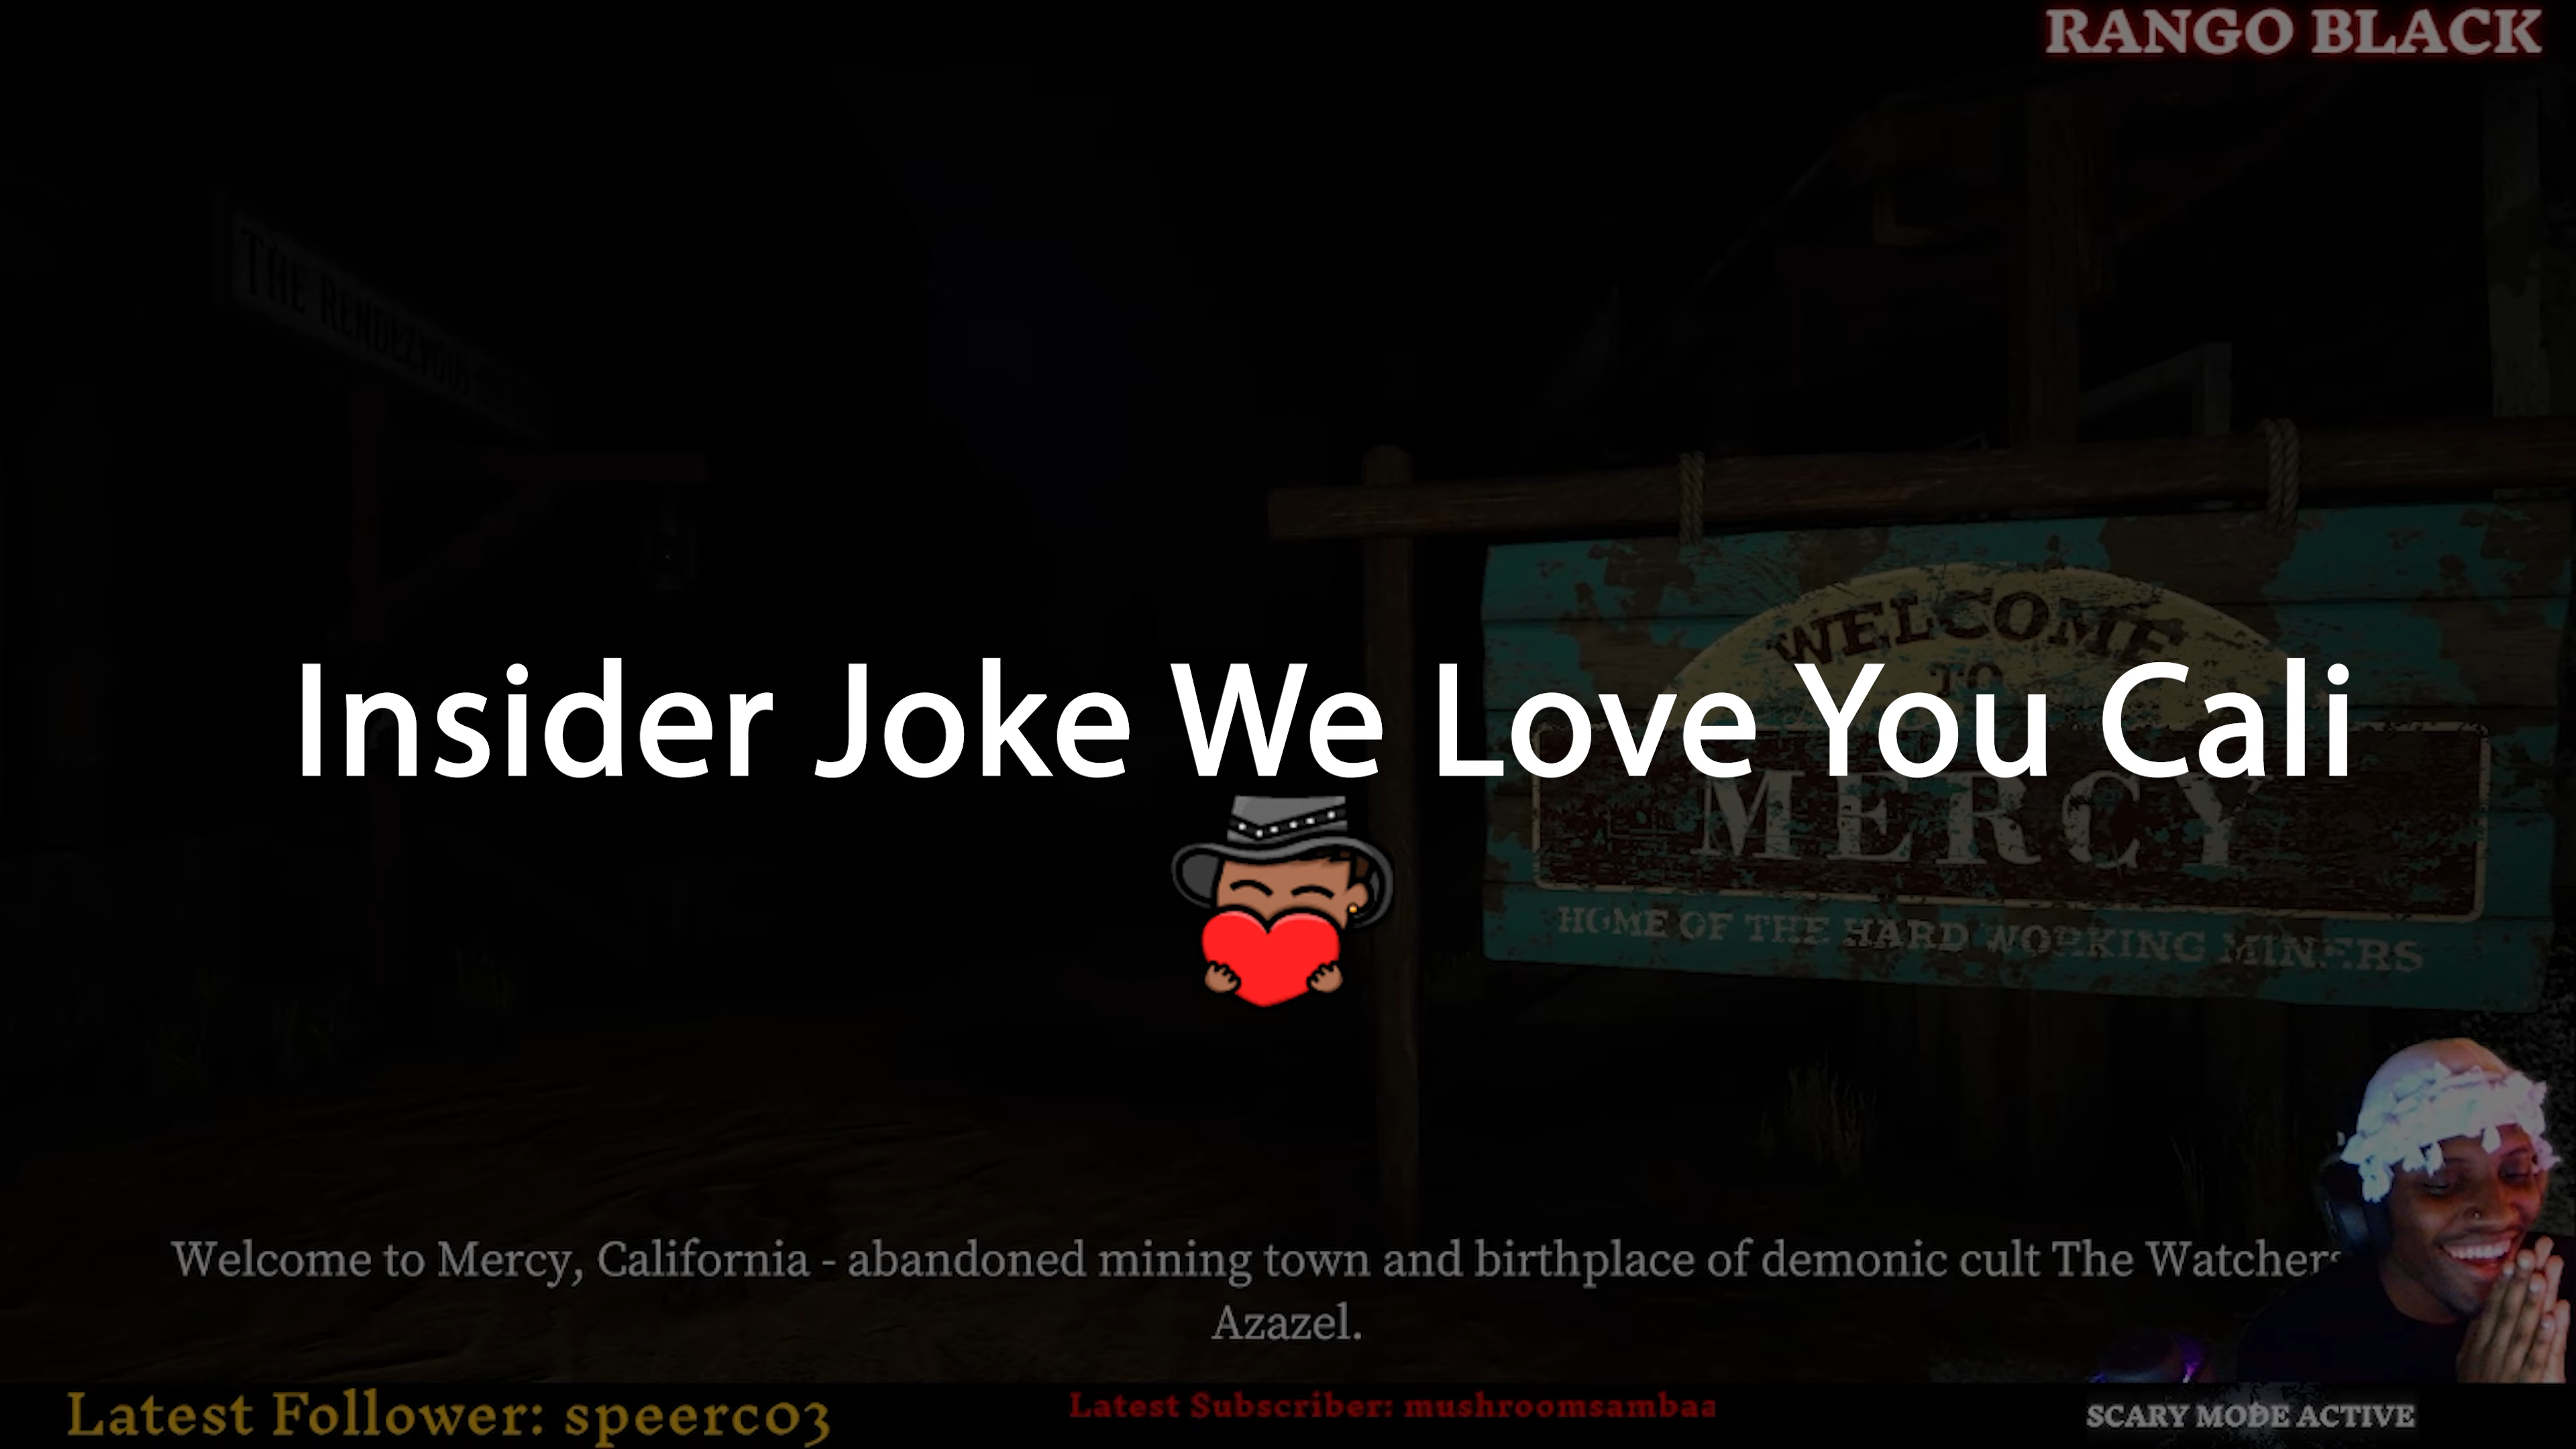 RANGO BLACK
THE RENDEZVOUS
WELCOME
TO
Insider Joke We Love You Cali
MERCY
HOME OF THE HARD WORKING MINERS
Welcome to Mercy, California - abandoned mining town and birthplace of demonic cult The Watchers
Azazel.
Latest Follower: speerco3
Latest Subscriber: mushroomsambaa
SCARY MODE ACTIVE